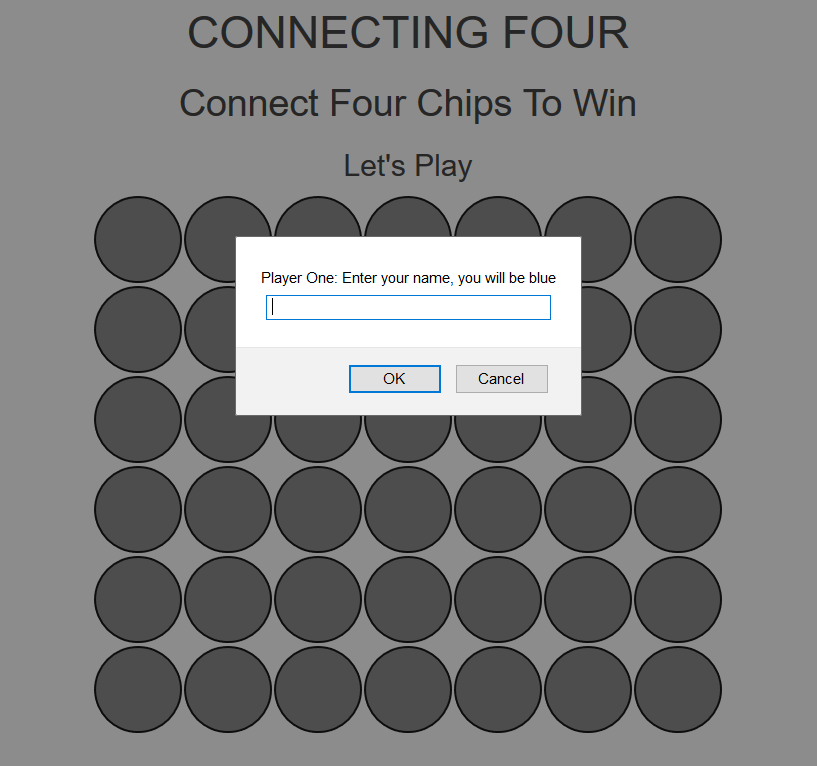 CONNECTING FOUR
Connect Four Chips To Win
Let's Play
Player One: Enter your name, you will be blue
OK
Cancel